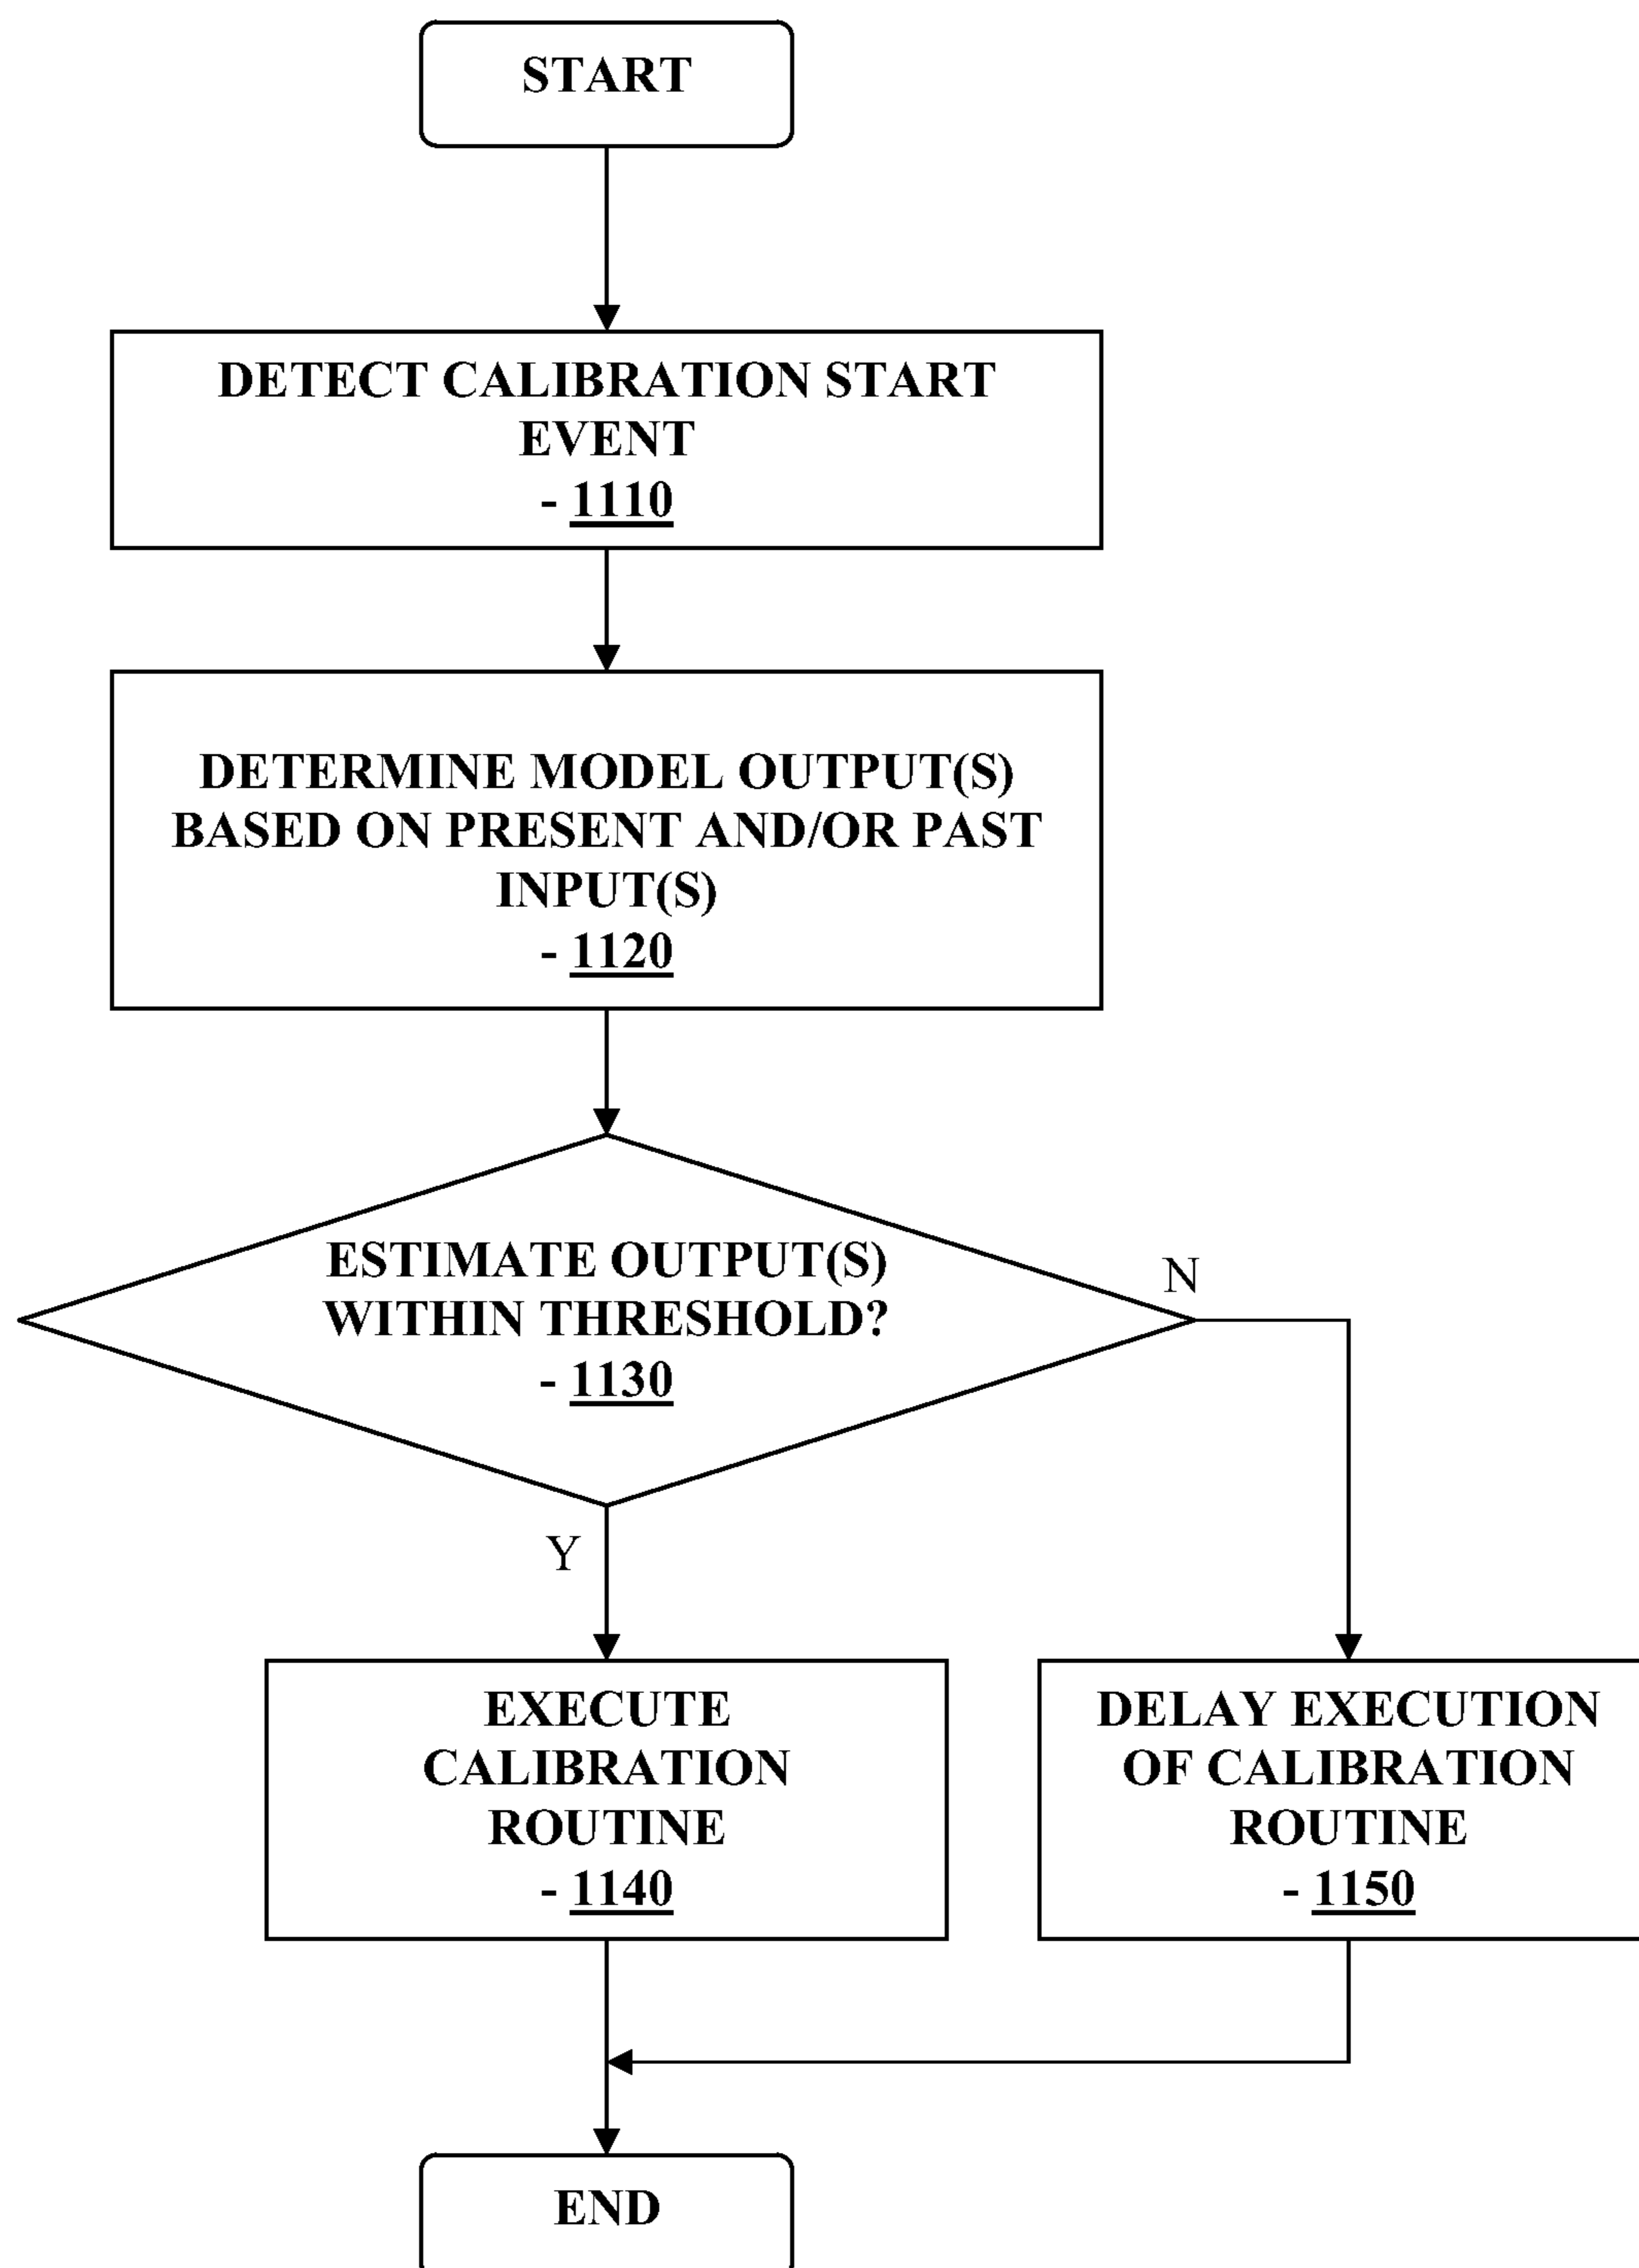 START
DETECT CALIBRATION START
EVENT
- 1110
DETERMINE MODEL OUTPUT(S)
BASED ON PRESENT AND/OR PAST
INPUT(S)
- 1120
ESTIMATE OUTPUT(S)
WITHIN THRESHOLD?
- 1130
N
Y
EXECUTE
CALIBRATION
ROUTINE
- 1140
DELAY EXECUTION
OF CALIBRATION
ROUTINE
- 1150
END